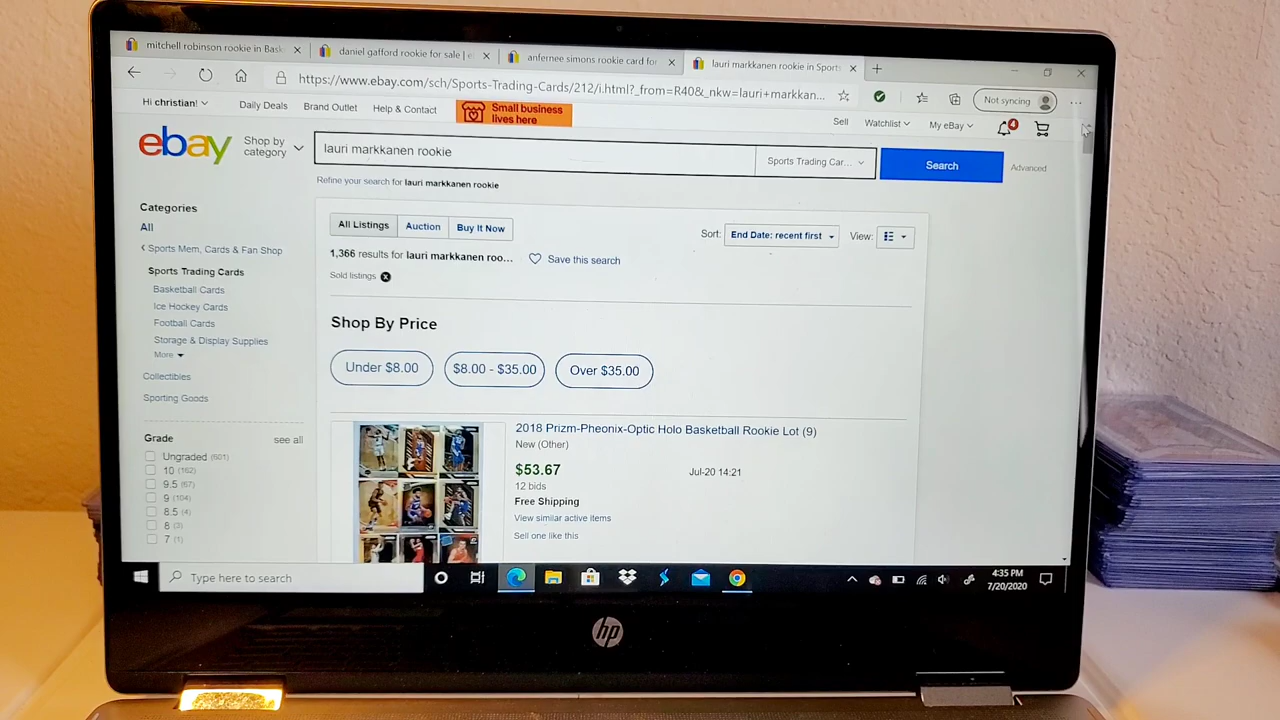 mitchell robinson rookie in Bask
daniel gafford rookie for sale | e
anfernee simons rookie card for
lauri markkanen rookie in Sports
https://www.ebay.com/sch/Sports-Trading-Cards/212/i.html?_from=R40&_nkw=lauri+markkan...
Not syncing
Hi christian!
Daily Deals
Brand Outlet
Help & Contact
Small business
lives here
Sell
Watchlist
My eBay
4
ebay
Shop by
category
lauri markkanen rookie
Sports Trading Car...
Search
Advanced
Refine your search for lauri markkanen rookie
Categories
All
Sports Mem, Cards & Fan Shop
Sports Trading Cards
Basketball Cards
Ice Hockey Cards
Football Cards
Storage & Display Supplies
More
Collectibles
Sporting Goods
Grade
see all
Ungraded (601)
10 (162)
9.5 (57)
9 (104)
8.5 (4)
8 (2)
7 (1)
All Listings
Auction
Buy It Now
Sort:
End Date: recent first
View:
1,366 results for lauri markkanen roo...
Save this search
Sold listings
Shop By Price
Under $8.00
$8.00 - $35.00
Over $35.00
2018 Prizm-Pheonix-Optic Holo Basketball Rookie Lot (9)
New (Other)
$53.67
Jul-20 14:21
12 bids
Free Shipping
View similar active items
Sell one like this
Type here to search
4:35 PM
7/20/2020
hp